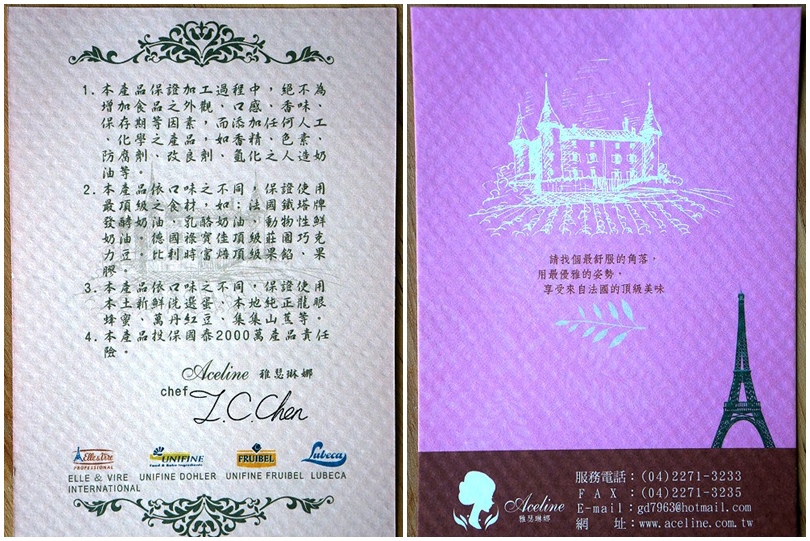 1. 本產品保證加工過程中，絕不為
增加食品之外觀、口感、香味、
保存期等因素，而添加任何人工
、化學之產品，如香精、色素、
防腐劑、改良劑、氫化之人造奶
油等。
2. 本產品依口味之不同，保證使用
最頂級之食材，如：法國鐵塔牌
發酵奶油、乳酪奶油、動物性鮮
奶油，德國祿寶佳頂級莊園巧克
力豆，比利時富
頂級果餡、果
膠。
3. 本產品依口味之不同，保證使用
本土新鮮洗選蛋、本地純正龍眼
蜂蜜、萬丹紅豆、集集山蕉等。
4. 本產品投保國泰2000萬產品責任
險。
Aceline 雅瑟琳娜
chef
I.C.Chen
Elle&Vire
PROFESSIONAL
UNIFINE
Food & Bake Ingredients
FRUIBEL
Lubeca
ELLE & VIRE INTERNATIONAL
UNIFINE DOHLER
UNIFINE FRUIBEL
LUBECA
請找個最舒服的角落，
用最優雅的姿勢，
享受來自法國的頂級美味
Aceline
雅瑟琳娜
服務電話：(04)2271-3233
FAX：(04)2271-3235
E-mail：gd7963@hotmail.com
網　址：www.aceline.com.tw